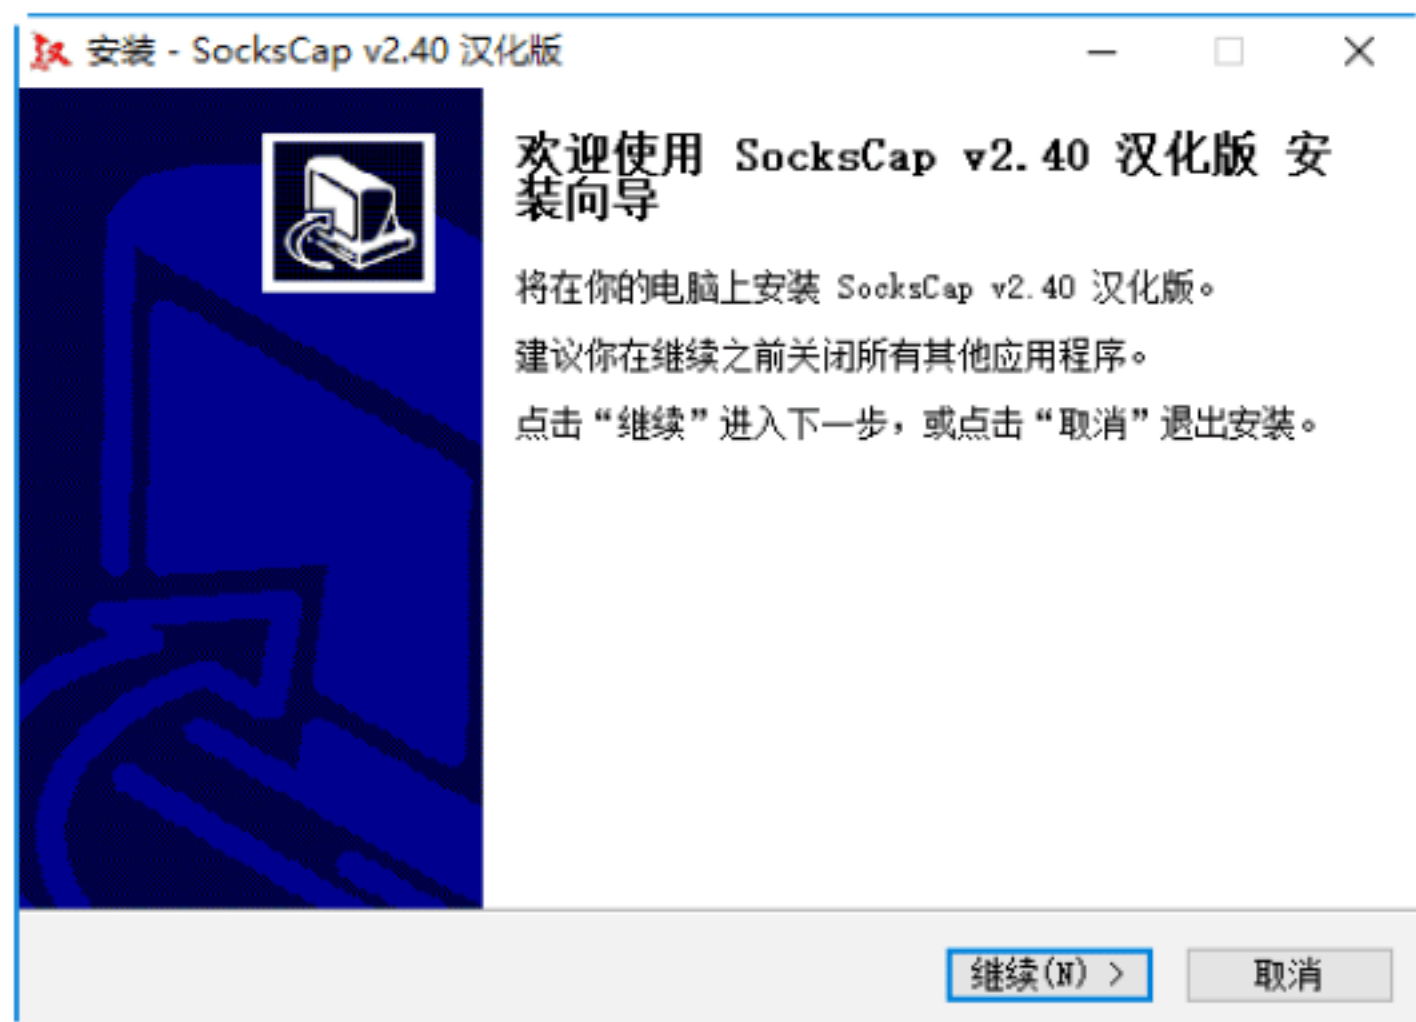 汉 安装 - SocksCap v2.40 汉化版
欢迎使用 SocksCap v2.40 汉化版 安
装向导
将在你的电脑上安装 SocksCap v2.40 汉化版。
建议你在继续之前关闭所有其他应用程序。
点击“继续”进入下一步，或点击“取消”退出安装。
继续(N) >
取消